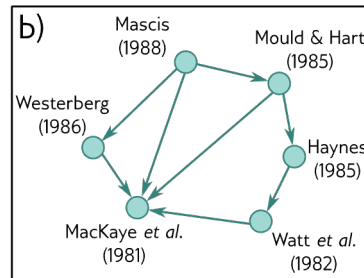 b)
Mascis
(1988)
Mould & Hart
(1985)
Westerberg
(1986)
Haynes
(1985)
MacKaye et al.
(1981)
Watt et al.
(1982)